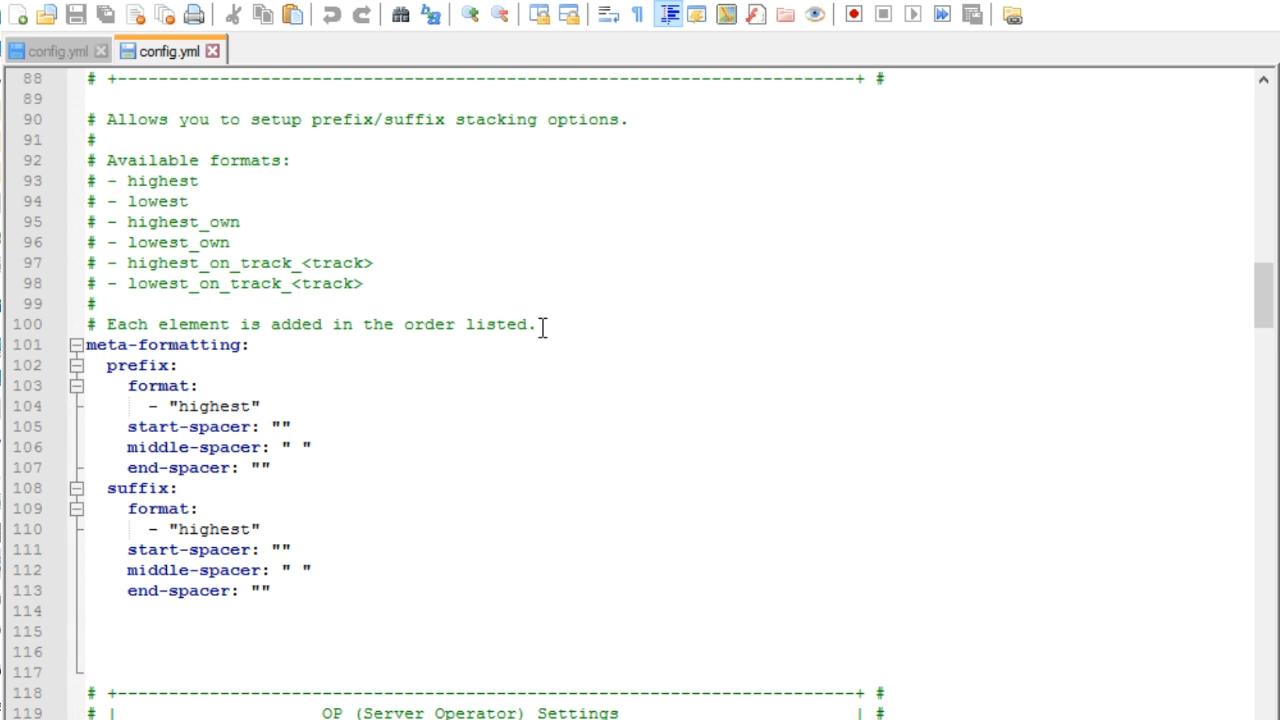 config.yml config.yml
88 # +-------------------------------------------------------------------------+ #
89
90 # Allows you to setup prefix/suffix stacking options.
91 #
92 # Available formats:
93 # - highest
94 # - lowest
95 # - highest_own
96 # - lowest_own
97 # - highest_on_track_<track>
98 # - lowest_on_track_<track>
99 #
100 # Each element is added in the order listed.
101 meta-formatting:
102 prefix:
103 format:
104 - "highest"
105 start-spacer: ""
106 middle-spacer: " "
107 end-spacer: ""
108 suffix:
109 format:
110 - "highest"
111 start-spacer: ""
112 middle-spacer: " "
113 end-spacer: ""
114
115
116
117
118 # +-------------------------------------------------------------------------+ #
119 # | OP (Server Operator) Settings | #